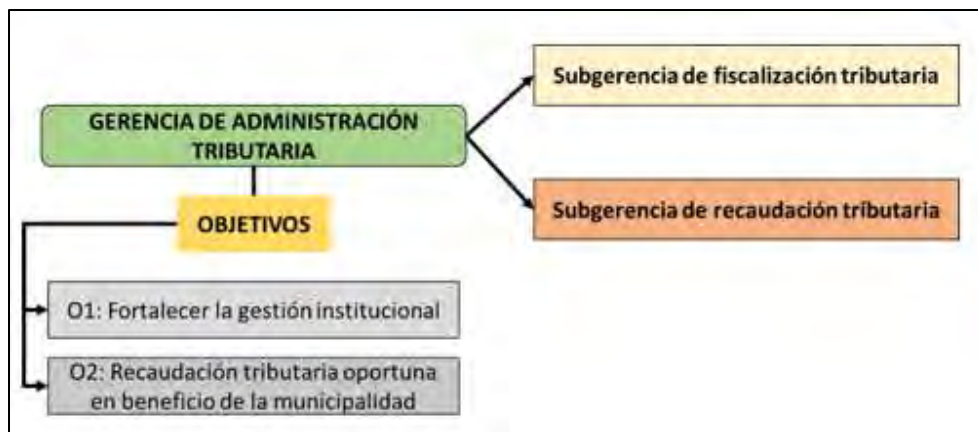 GERENCIA DE ADMINISTRACIÓN
TRIBUTARIA
Subgerencia de fiscalización tributaria
Subgerencia de recaudación tributaria
OBJETIVOS
O1: Fortalecer la gestión institucional
O2: Recaudación tributaria oportuna
en beneficio de la municipalidad